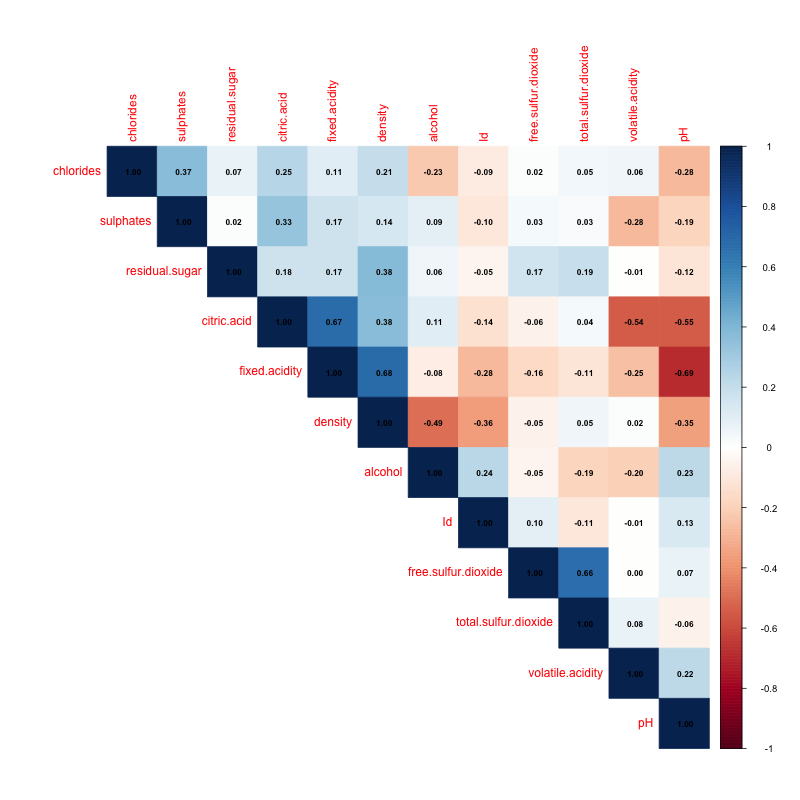 chlorides
sulphates
residual.sugar
citric.acid
fixed.acidity
density
alcohol
Id
free.sulfur.dioxide
total.sulfur.dioxide
volatile.acidity
pH
chlorides 1.00 0.37 0.07 0.25 0.11 0.21 -0.23 -0.09 0.02 0.05 0.06 -0.28
sulphates 1.00 0.02 0.33 0.17 0.14 0.09 -0.10 0.03 0.03 -0.28 -0.19
residual.sugar 1.00 0.18 0.17 0.38 0.06 -0.05 0.17 0.19 -0.01 -0.12
citric.acid 1.00 0.67 0.38 0.11 -0.14 -0.06 0.04 -0.54 -0.55
fixed.acidity 1.00 0.68 -0.08 -0.28 -0.16 -0.11 -0.25 -0.69
density 1.00 -0.49 -0.36 -0.05 0.05 0.02 -0.35
alcohol 1.00 0.24 -0.05 -0.19 -0.20 0.23
Id 1.00 0.10 -0.11 -0.01 0.13
free.sulfur.dioxide 1.00 0.66 0.00 0.07
total.sulfur.dioxide 1.00 0.08 -0.06
volatile.acidity 1.00 0.22
pH 1.00
1
0.8
0.6
0.4
0.2
0
-0.2
-0.4
-0.6
-0.8
-1